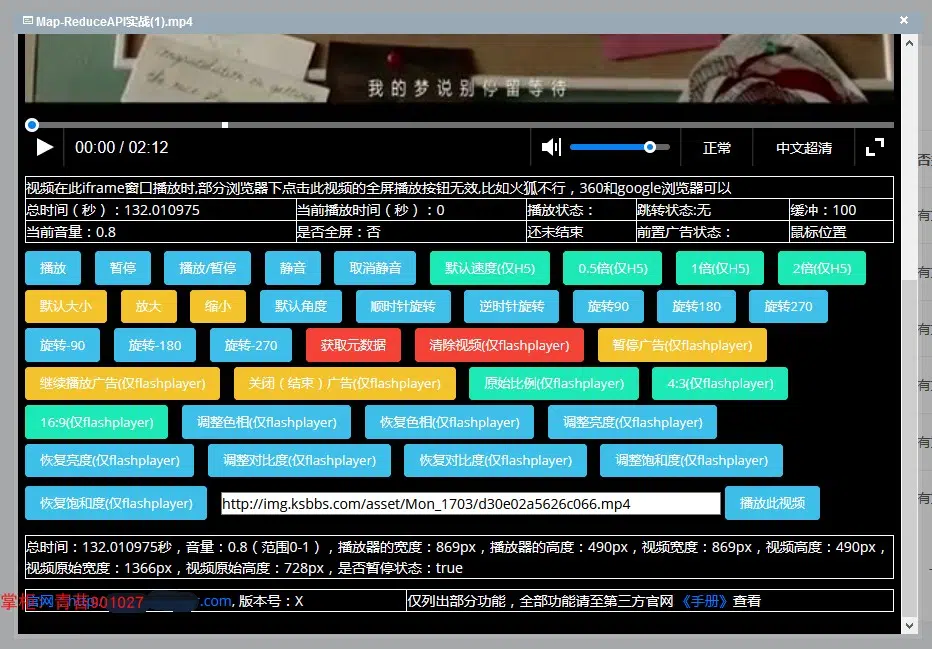 Map-ReduceAPI实战(1).mp4
我的梦说别停留等待
00:00 / 02:12 正常 中文超清
视频在此iframe窗口播放时,部分浏览器下点击此视频的全屏播放按钮无效,比如火狐不行，360和google浏览器可以
总时间（秒）：132.010975 当前播放时间（秒）：0 播放状态： 跳转状态:无 缓冲：100
当前音量：0.8 是否全屏：否 还未结束 前置广告状态： 鼠标位置
播放 暂停 播放/暂停 静音 取消静音 默认速度(仅H5) 0.5倍(仅H5) 1倍(仅H5) 2倍(仅H5)
默认大小 放大 缩小 默认角度 顺时针旋转 逆时针旋转 旋转90 旋转180 旋转270
旋转-90 旋转-180 旋转-270 获取元数据 清除视频(仅flashplayer) 暂停广告(仅flashplayer)
继续播放广告(仅flashplayer) 关闭（结束）广告(仅flashplayer) 原始比例(仅flashplayer) 4:3(仅flashplayer)
16:9(仅flashplayer) 调整色相(仅flashplayer) 恢复色相(仅flashplayer) 调整亮度(仅flashplayer)
恢复亮度(仅flashplayer) 调整对比度(仅flashplayer) 恢复对比度(仅flashplayer) 调整饱和度(仅flashplayer)
恢复饱和度(仅flashplayer) http://img.ksbbs.com/asset/Mon_1703/d30e02a5626c066.mp4 播放此视频
总时间：132.010975秒，音量：0.8（范围0-1），播放器的宽度：869px，播放器的高度：490px，视频宽度：869px，视频高度：490px，
视频原始宽度：1366px，视频原始高度：728px，是否暂停状态：true
官网 http .com, 版本号：X 仅列出部分功能，全部功能请至第三方官网《手册》查看
掌柜 青苔901027